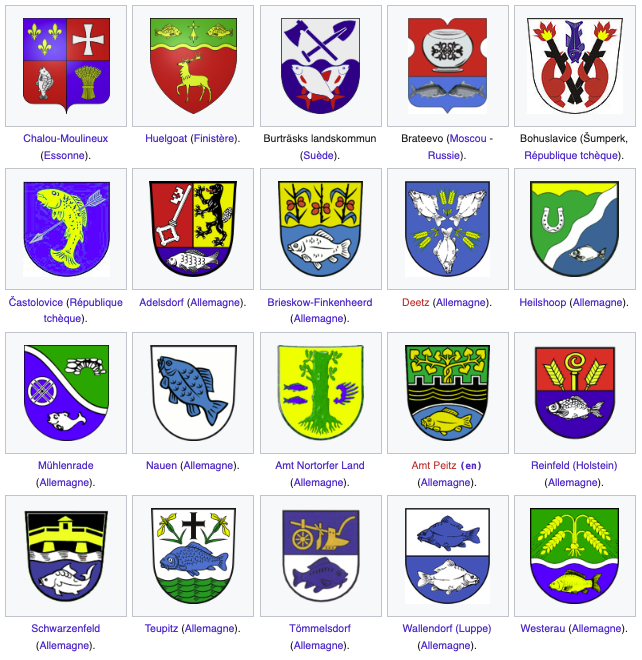 Chalou-Moulineux
(Essonne).
Huelgoat (Finistère).
Burträsks landskommun
(Suède).
Brateevo (Moscou -
Russie).
Bohuslavice (Šumperk,
République tchèque).
Častolovice (République
tchèque).
Adelsdorf (Allemagne).
Brieskow-Finkenheerd
(Allemagne).
Deetz (Allemagne).
Heilshoop (Allemagne).
Mühlenrade
(Allemagne).
Nauen (Allemagne).
Amt Nortorfer Land
(Allemagne).
Amt Peitz (en)
(Allemagne).
Reinfeld (Holstein)
(Allemagne).
Schwarzenfeld
(Allemagne).
Teupitz (Allemagne).
Tömmelsdorf
(Allemagne).
Wallendorf (Luppe)
(Allemagne).
Westerau (Allemagne).